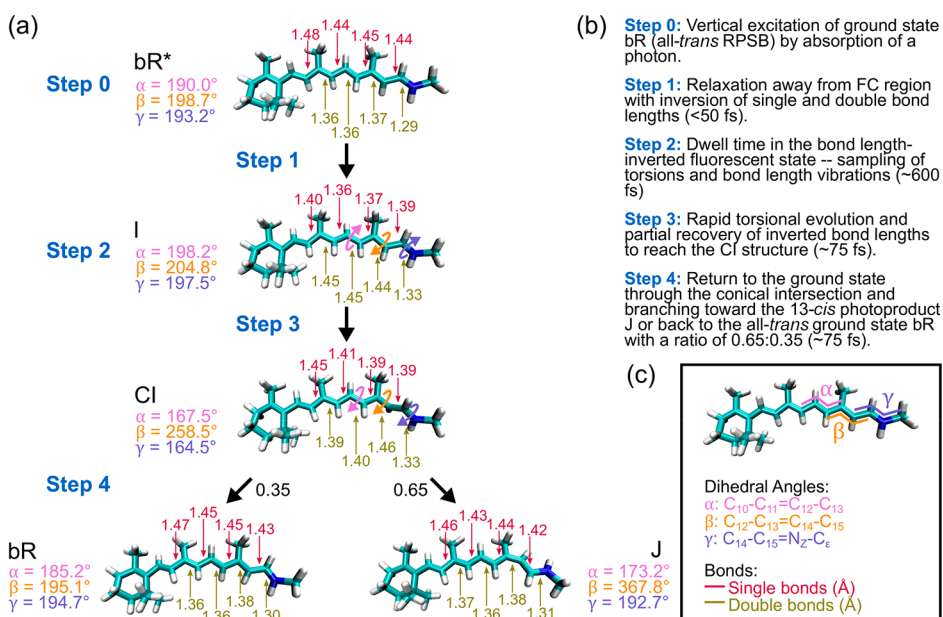 (a)
bR*
Step 0
α = 190.0°
β = 198.7°
γ = 193.2°
1.48
1.44
1.45
1.44
1.36
1.36
1.37
1.29
Step 1
I
Step 2
α = 198.2°
β = 204.8°
γ = 197.5°
1.40
1.36
1.37
1.39
1.45
1.45
1.44
1.33
Step 3
CI
α = 167.5°
β = 258.5°
γ = 164.5°
1.45
1.41
1.39
1.39
1.39
1.40
1.46
1.33
Step 4
0.35
0.65
bR
α = 185.2°
β = 195.1°
γ = 194.7°
1.47
1.45
1.45
1.43
1.36
1.36
1.38
1.30
1.46
1.43
1.44
1.42
1.37
1.36
1.38
1.31
J
α = 173.2°
β = 367.8°
γ = 192.7°
(b)
Step 0: Vertical excitation of ground state
bR (all-trans RPSB) by absorption of a
photon.
Step 1: Relaxation away from FC region
with inversion of single and double bond
lengths (<50 fs).
Step 2: Dwell time in the bond length-
inverted fluorescent state -- sampling of
torsions and bond length vibrations (~600
fs)
Step 3: Rapid torsional evolution and
partial recovery of inverted bond lengths
to reach the CI structure (~75 fs).
Step 4: Return to the ground state
through the conical intersection and
branching toward the 13-cis photoproduct
J or back to the all-trans ground state bR
with a ratio of 0.65:0.35 (~75 fs).
(c)
α
γ
β
Dihedral Angles:
α: C₁₀-C₁₁=C₁₂-C₁₃
β: C₁₂-C₁₃=C₁₄-C₁₅
γ: C₁₄-C₁₅=N_Z-C_ε
Bonds:
Single bonds (Å)
Double bonds (Å)